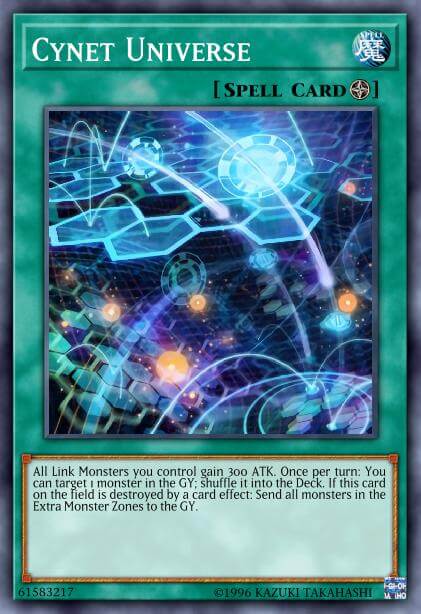 Cynet Universe
SPELL
魔
[Spell Card]
All Link Monsters you control gain 300 ATK. Once per turn: You
can target 1 monster in the GY; shuffle it into the Deck. If this card
on the field is destroyed by a card effect: Send all monsters in the
Extra Monster Zones to the GY.
61583217
©1996 KAZUKI TAKAHASHI